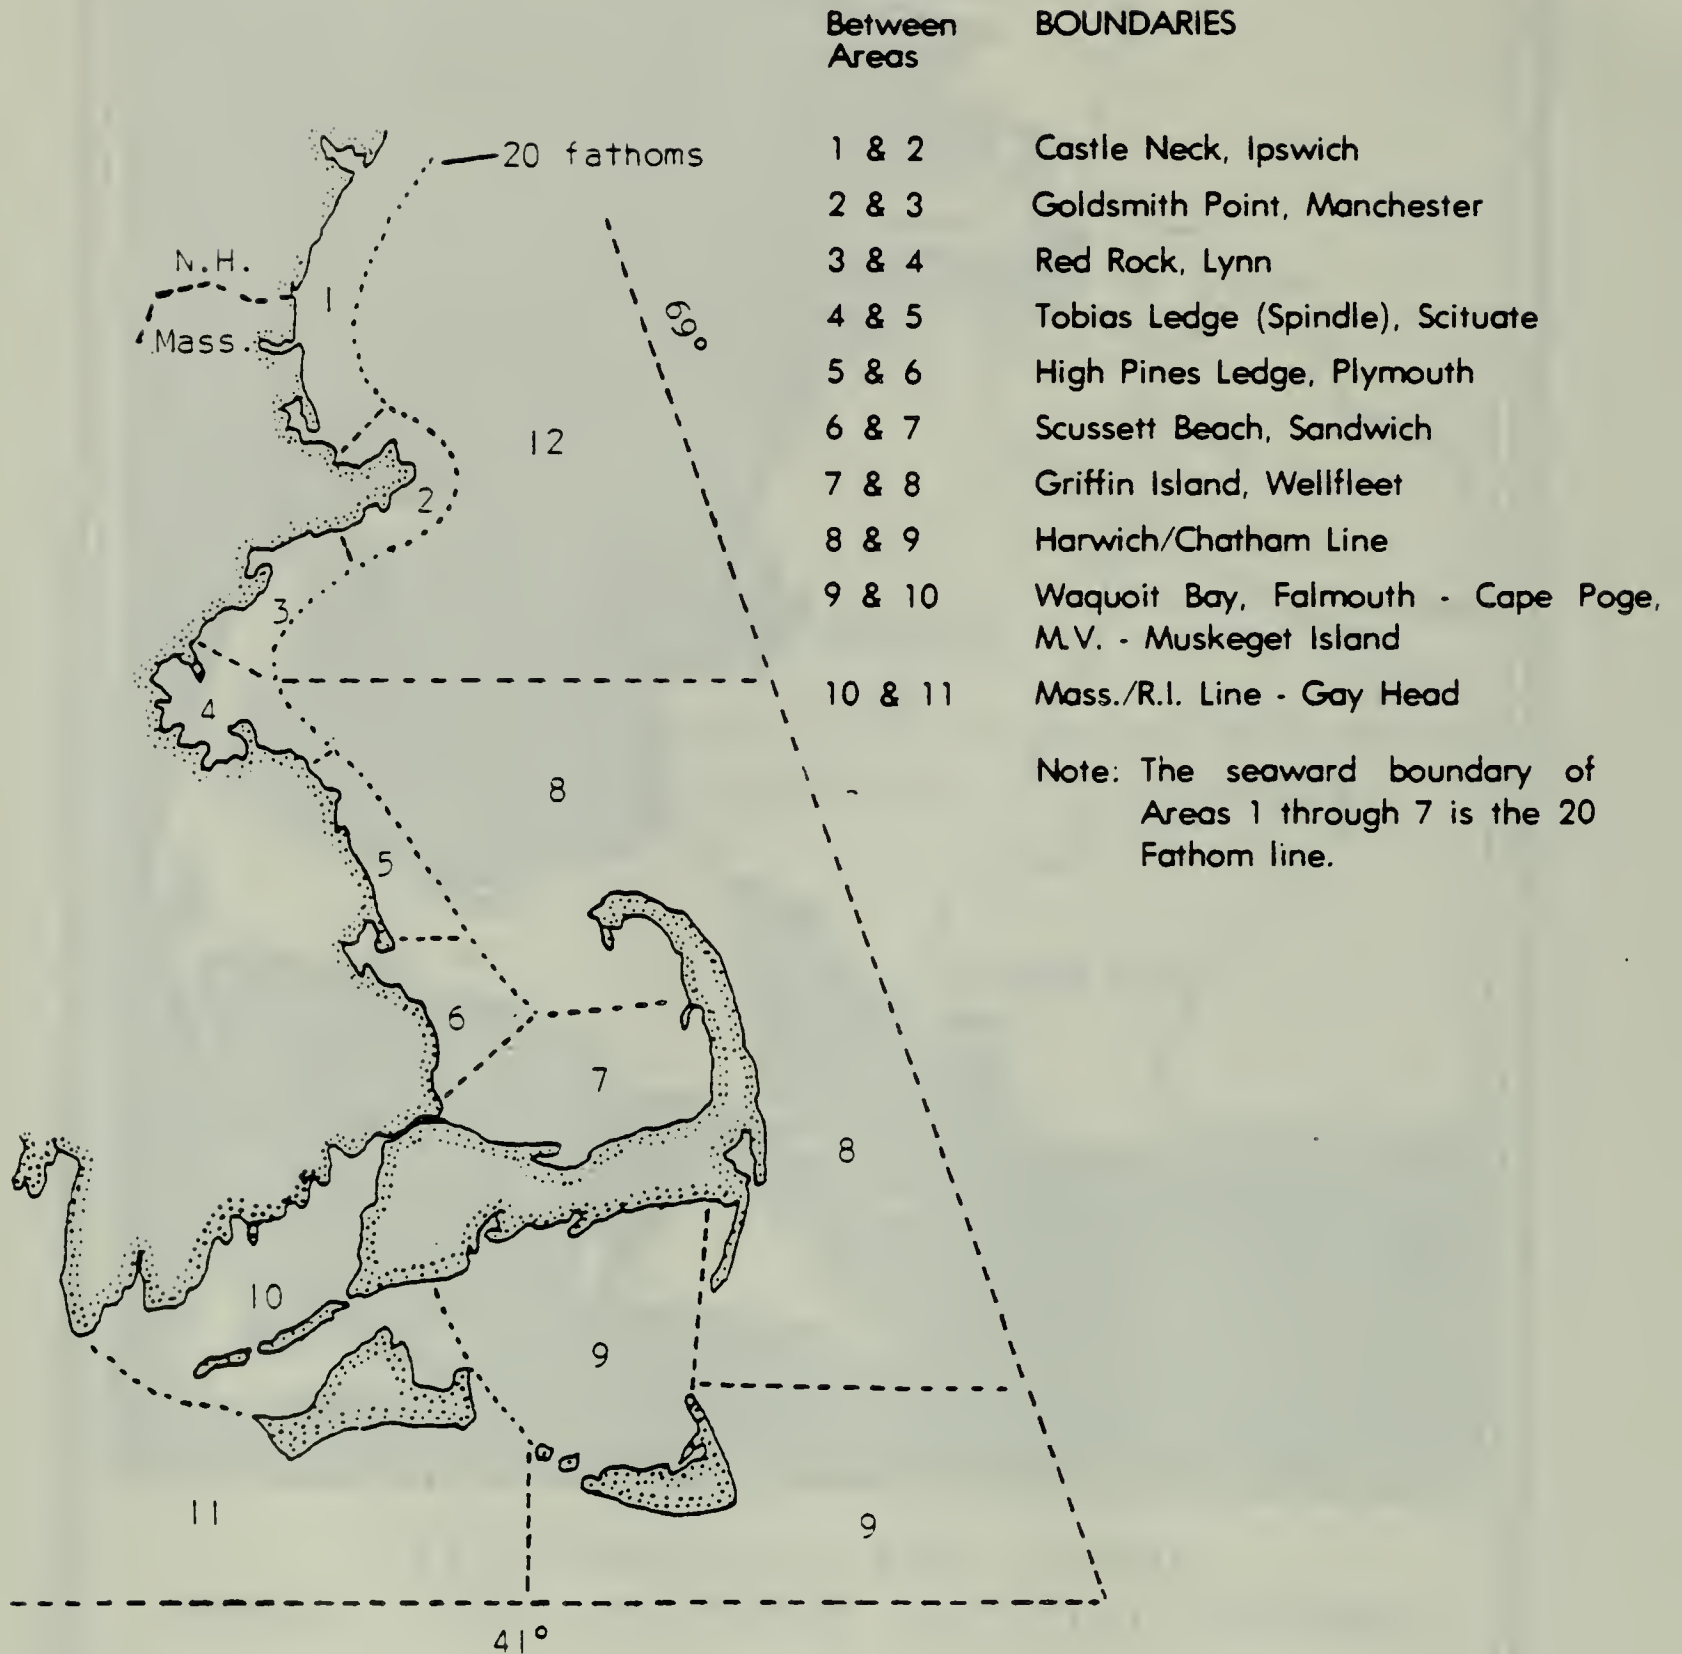 Between BOUNDARIES
Areas
1 & 2 Castle Neck, Ipswich
2 & 3 Goldsmith Point, Manchester
3 & 4 Red Rock, Lynn
4 & 5 Tobias Ledge (Spindle), Scituate
5 & 6 High Pines Ledge, Plymouth
6 & 7 Scussett Beach, Sandwich
7 & 8 Griffin Island, Wellfleet
8 & 9 Harwich/Chatham Line
9 & 10 Waquoit Bay, Falmouth - Cape Poge,
M.V. - Muskeget Island
10 & 11 Mass./R.I. Line - Gay Head
Note: The seaward boundary of
Areas 1 through 7 is the 20
Fathom line.
20 fathoms
N.H.
1
69°
Mass.
12
2
3
4
8
5
6
7
8
10
9
11
9
41°